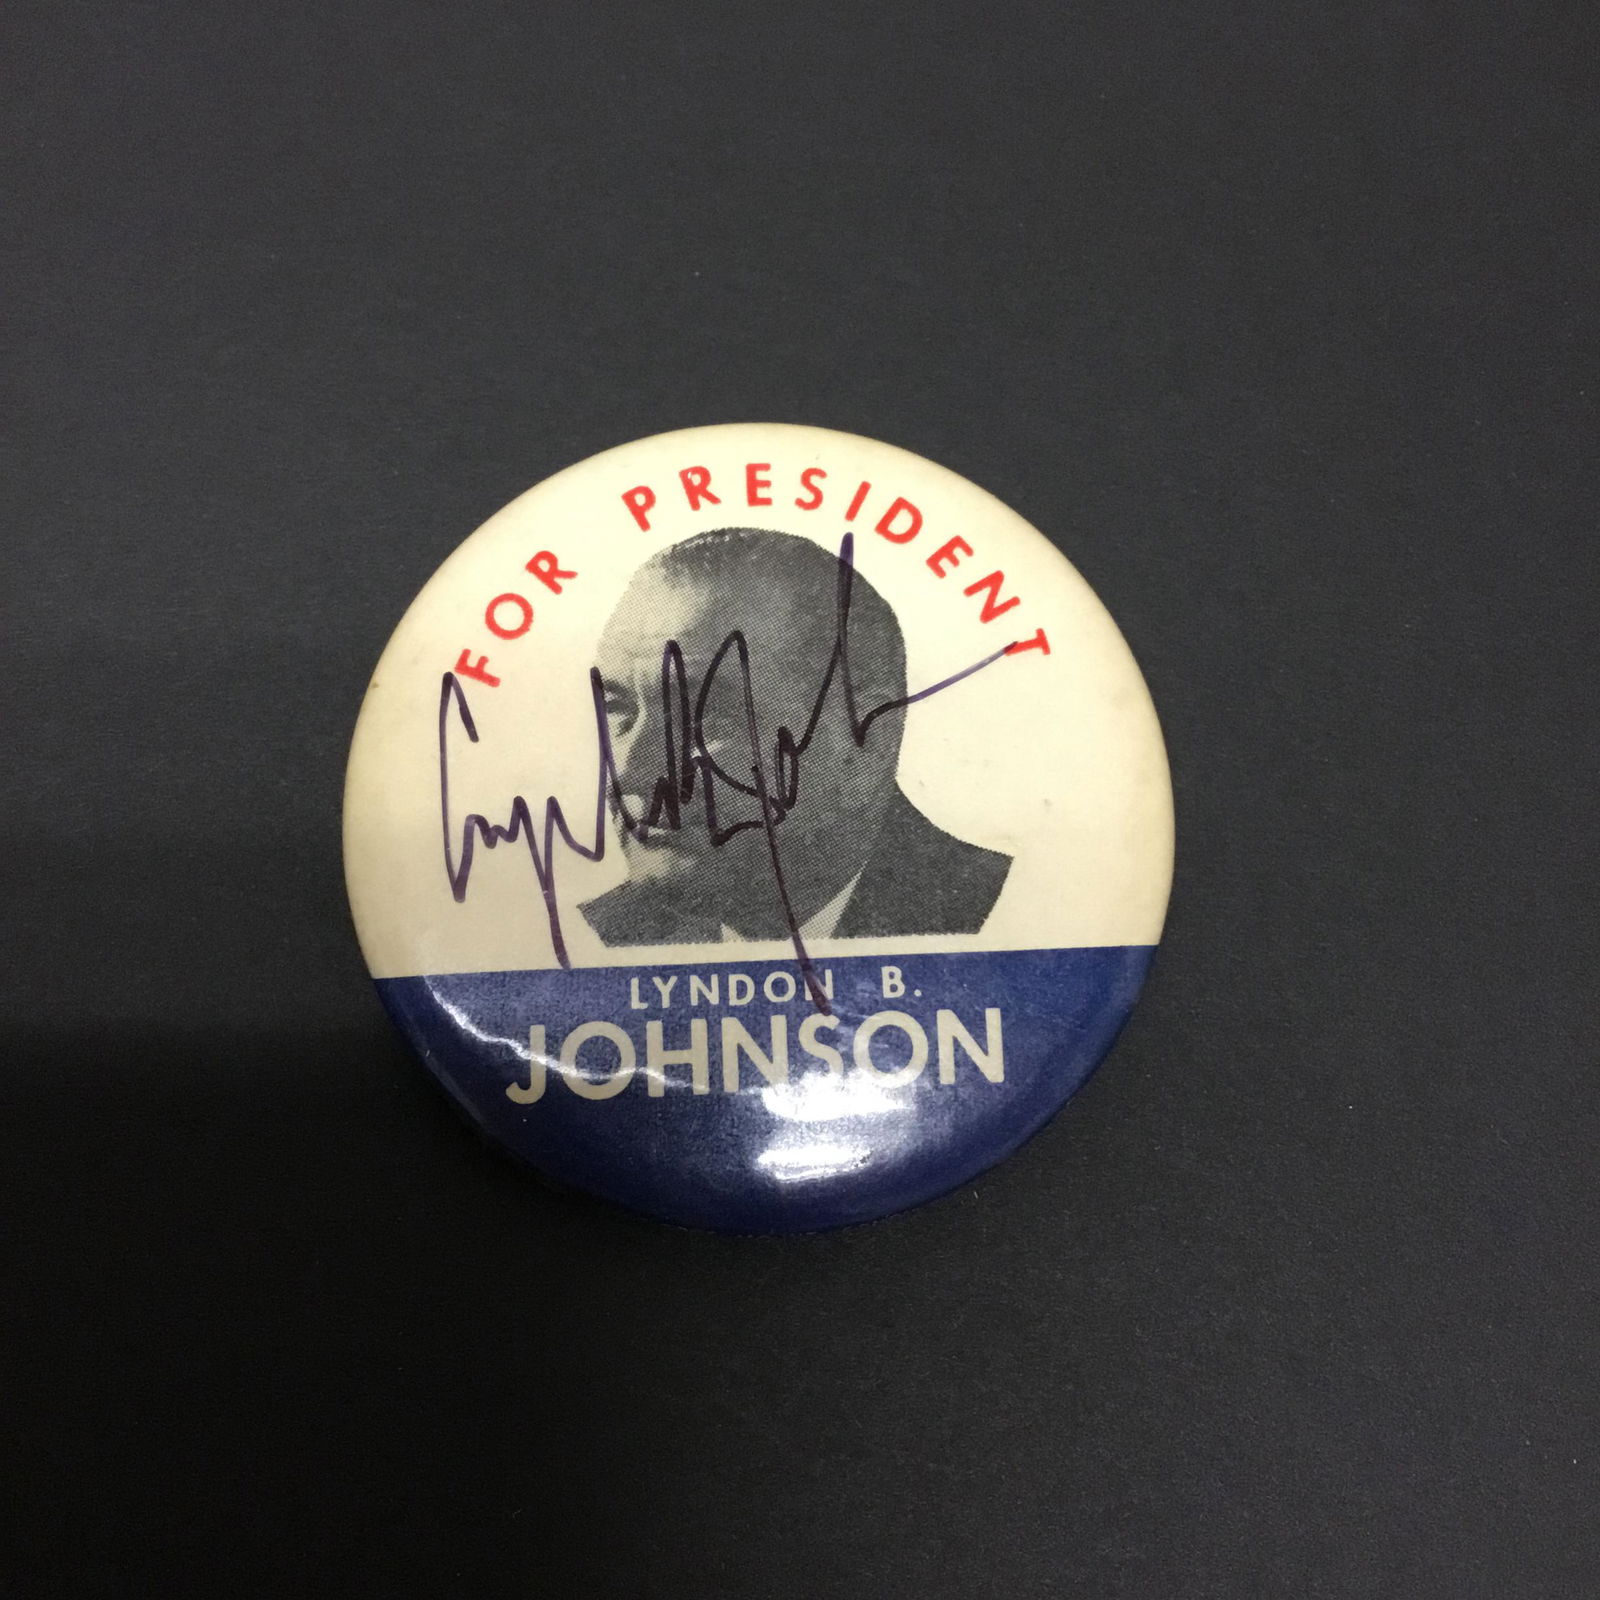 FOR PRESIDENT
LYNDON B.
JOHNSON